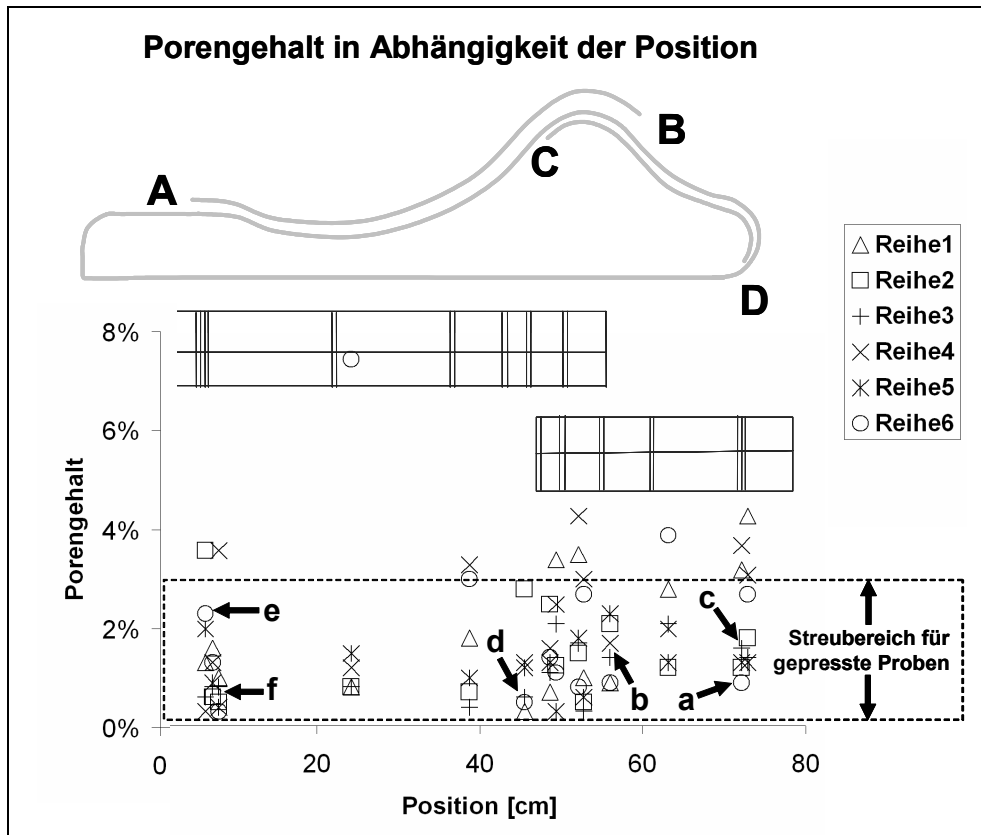 Porengehalt in Abhängigkeit der Position
A
B
C
D
Reihe1
Reihe2
Reihe3
Reihe4
Reihe5
Reihe6
8%
6%
4%
2%
0%
Porengehalt
e
f
d
b
c
a
Streubereich für
gepresste Proben
0
20
40
60
80
Position [cm]